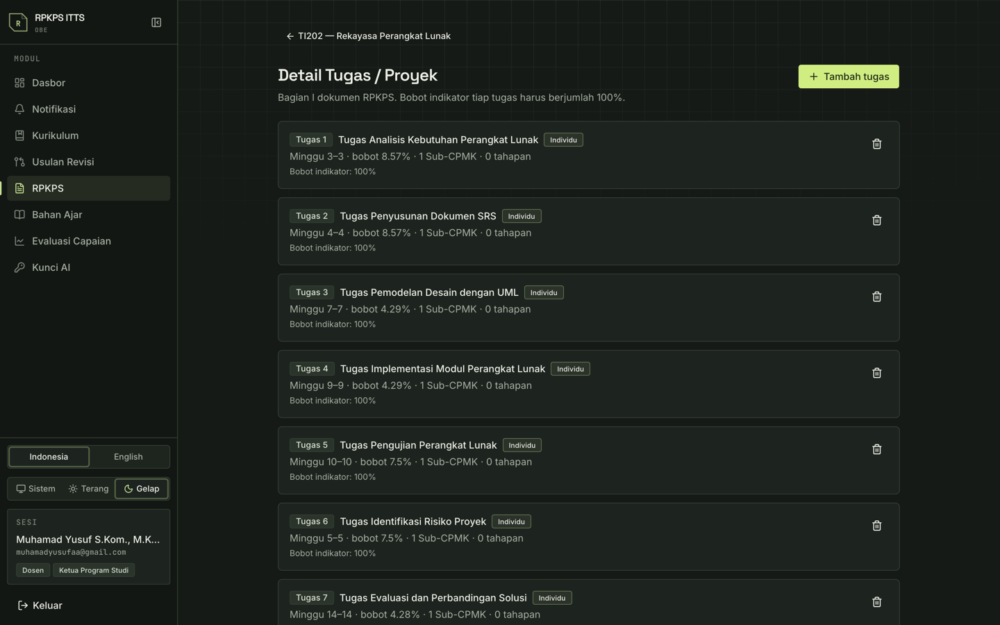 R
RPKPS ITTS
OBE
MODUL
Dasbor
Notifikasi
Kurikulum
Usulan Revisi
RPKPS
Bahan Ajar
Evaluasi Capaian
Kunci AI
Indonesia English
Sistem Terang Gelap
SESI
Muhamad Yusuf S.Kom., M.K...
muhamadyusufaa@gmail.com
Dosen Ketua Program Studi
Keluar
← TI202 — Rekayasa Perangkat Lunak
Detail Tugas / Proyek
+ Tambah tugas
Bagian I dokumen RPKPS. Bobot indikator tiap tugas harus berjumlah 100%.
Tugas 1 Tugas Analisis Kebutuhan Perangkat Lunak Individu
Minggu 3–3 · bobot 8.57% · 1 Sub-CPMK · 0 tahapan
Bobot indikator: 100%
Tugas 2 Tugas Penyusunan Dokumen SRS Individu
Minggu 4–4 · bobot 8.57% · 1 Sub-CPMK · 0 tahapan
Bobot indikator: 100%
Tugas 3 Tugas Pemodelan Desain dengan UML Individu
Minggu 7–7 · bobot 4.29% · 1 Sub-CPMK · 0 tahapan
Bobot indikator: 100%
Tugas 4 Tugas Implementasi Modul Perangkat Lunak Individu
Minggu 9–9 · bobot 4.29% · 1 Sub-CPMK · 0 tahapan
Bobot indikator: 100%
Tugas 5 Tugas Pengujian Perangkat Lunak Individu
Minggu 10–10 · bobot 7.5% · 1 Sub-CPMK · 0 tahapan
Bobot indikator: 100%
Tugas 6 Tugas Identifikasi Risiko Proyek Individu
Minggu 5–5 · bobot 7.5% · 1 Sub-CPMK · 0 tahapan
Bobot indikator: 100%
Tugas 7 Tugas Evaluasi dan Perbandingan Solusi Individu
Minggu 14–14 · bobot 4.28% · 1 Sub-CPMK · 0 tahapan